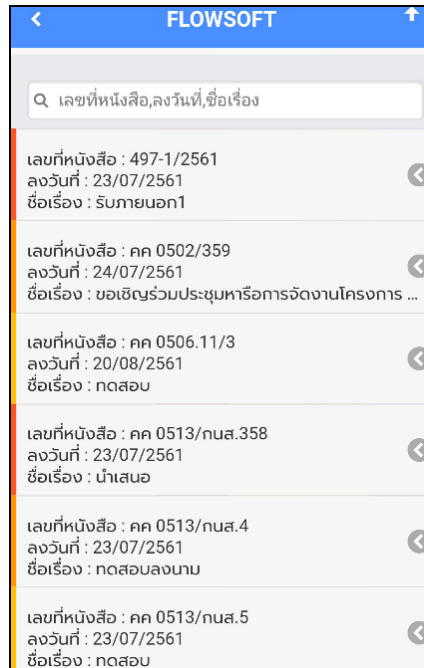 FLOWSOFT
เลขที่หนังสือ,ลงวันที่,ชื่อเรื่อง
เลขที่หนังสือ : 497-1/2561
ลงวันที่ : 23/07/2561
ชื่อเรื่อง : รับภายนอก1
เลขที่หนังสือ : คค 0502/359
ลงวันที่ : 24/07/2561
ชื่อเรื่อง : ขอเชิญร่วมประชุมหารือการจัดงานโครงการ ...
เลขที่หนังสือ : คค 0506.11/3
ลงวันที่ : 20/08/2561
ชื่อเรื่อง : ทดสอบ
เลขที่หนังสือ : คค 0513/กนส.358
ลงวันที่ : 23/07/2561
ชื่อเรื่อง : นำเสนอ
เลขที่หนังสือ : คค 0513/กนส.4
ลงวันที่ : 23/07/2561
ชื่อเรื่อง : ทดสอบลงนาม
เลขที่หนังสือ : คค 0513/กนส.5
ลงวันที่ : 23/07/2561
ชื่อเรื่อง : ทดสอบ